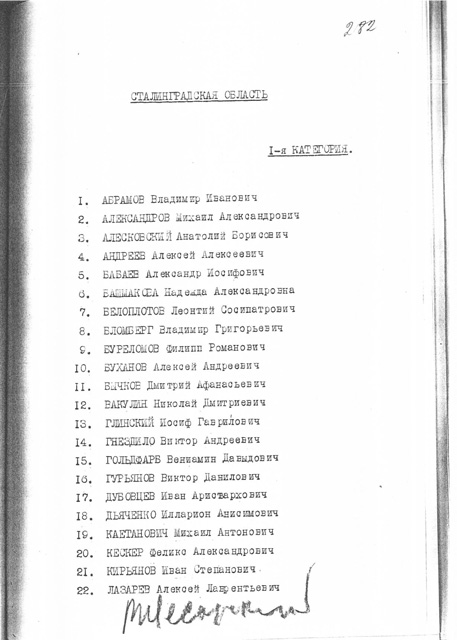 282
СТАЛИНГРАДСКАЯ ОБЛАСТЬ
I-я КАТЕГОРИЯ.
1. АБРАМОВ Владимир Иванович
2. АЛЕКСАНДРОВ Михаил Александрович
3. АЛЕСКОВСКИЙ Анатолий Борисович
4. АНДРЕЕВ Алексей Алексеевич
5. БАБАЕВ Александр Иосифович
6. БАШМАКОВА Надежда Александровна
7. БЕЛОПЛОТОВ Леонтий Сосипатрович
8. БЛОМБЕРГ Владимир Григорьевич
9. БУРЕЛОМОВ Филипп Романович
10. БУХАНОВ Алексей Андреевич
11. БЫЧКОВ Дмитрий Афанасьевич
12. ВАКУЛИН Николай Дмитриевич
13. ГЛИНСКИЙ Иосиф Гаврилович
14. ГНЕЗДИЛО Виктор Андреевич
15. ГОЛЬДФАРБ Вениамин Давыдович
16. ГУРЬЯНОВ Виктор Данилович
17. ДУБОВЦЕВ Иван Аристархович
18. ДЬЯЧЕНКО Илларион Анисимович
19. КАЕТАНОВИЧ Михаил Антонович
20. КЕСКЕР Феликс Александрович
21. КИРЬЯНОВ Иван Степанович
22. ЛАЗАРЕВ Алексей Лаврентьевич